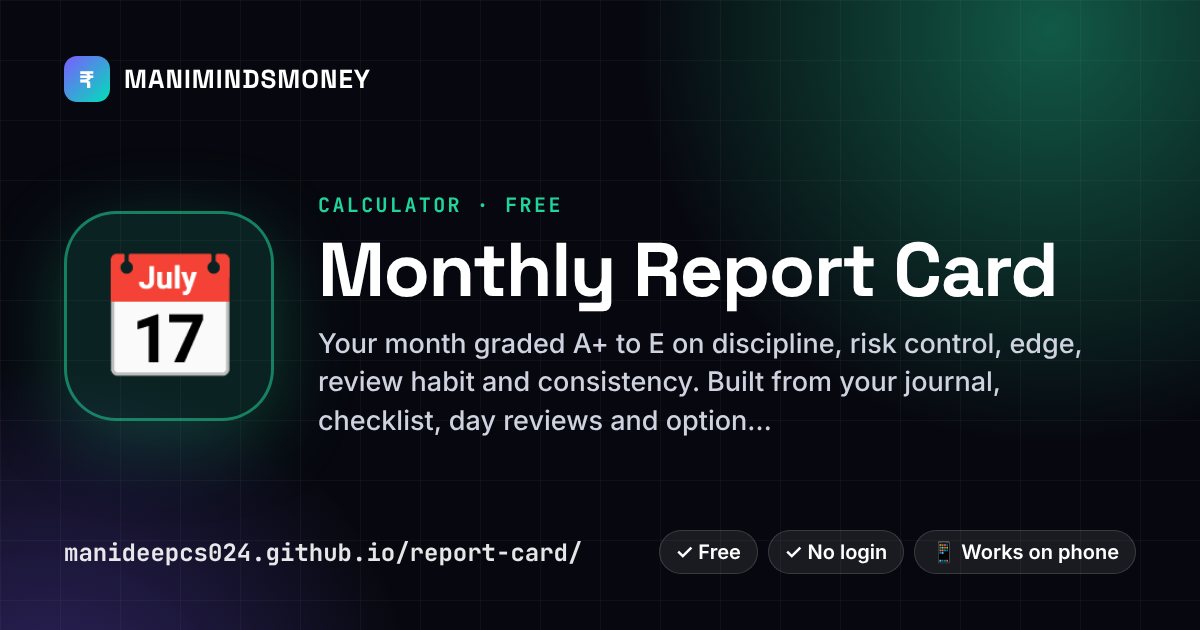 ₹ MANIMINDSMONEY
CALCULATOR · FREE
July
17
Monthly Report Card
Your month graded A+ to E on discipline, risk control, edge,
review habit and consistency. Built from your journal,
checklist, day reviews and option...
manideepcs024.github.io/report-card/
✓ Free
✓ No login
📱 Works on phone